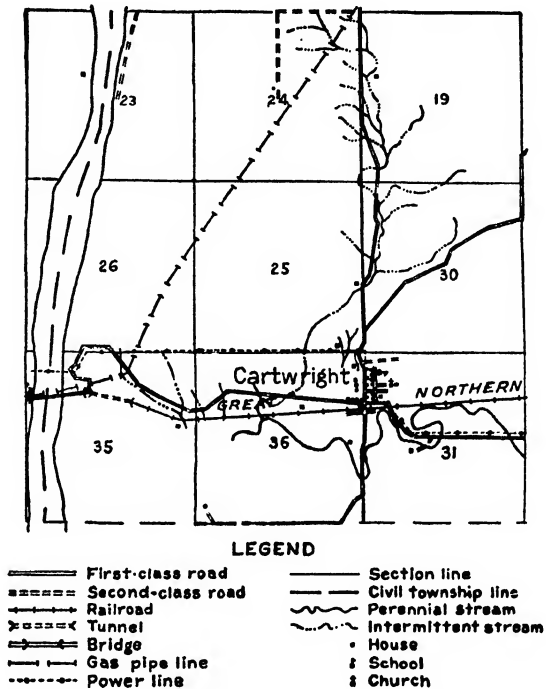 23
24
19
26
25
30
Cartwright
GREAT NORTHERN
35
36
31
LEGEND
First-class road
Second-class road
Railroad
Tunnel
Bridge
Gas pipe line
Power line
Section line
Civil township line
Perennial stream
Intermittent stream
House
School
Church